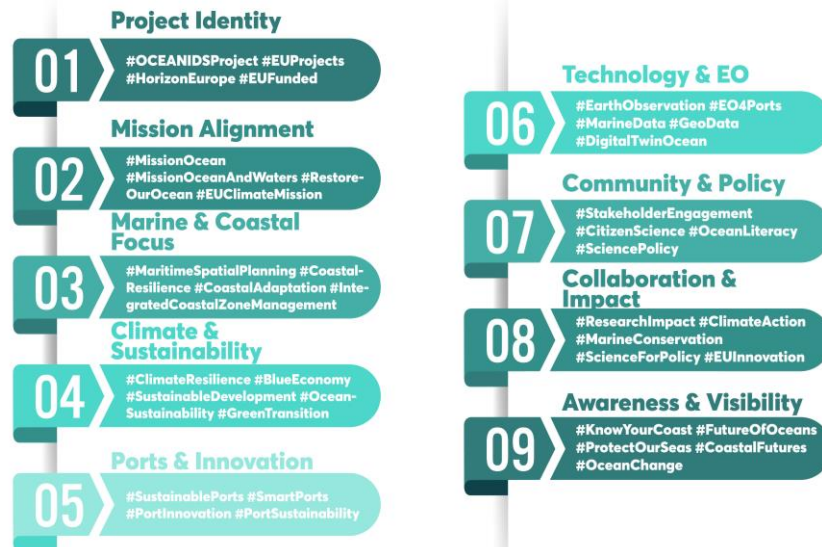 Project Identity
01
#OCEANIDSProject #EUProjects
#HorizonEurope #EUFunded
Mission Alignment
02
#MissionOcean
#MissionOceanAndWaters #Restore-
OurOcean #EUClimateMission
Marine & Coastal
Focus
03
#MaritimeSpatialPlanning #Coastal-
Resilience #CoastalAdaptation #Inte-
gratedCoastalZoneManagement
Climate &
Sustainability
04
#ClimateResilience #BlueEconomy
#SustainableDevelopment #Ocean-
Sustainability #GreenTransition
Ports & Innovation
05
#SustainablePorts #SmartPorts
#PortInnovation #PortSustainability
Technology & EO
06
#EarthObservation #EO4Ports
#MarineData #GeoData
#DigitalTwinOcean
Community & Policy
07
#StakeholderEngagement
#CitizenScience #OceanLiteracy
#SciencePolicy
Collaboration &
Impact
08
#ResearchImpact #ClimateAction
#MarineConservation
#ScienceForPolicy #EUInnovation
Awareness & Visibility
09
#KnowYourCoast #FutureOfOceans
#ProtectOurSeas #CoastalFutures
#OceanChange